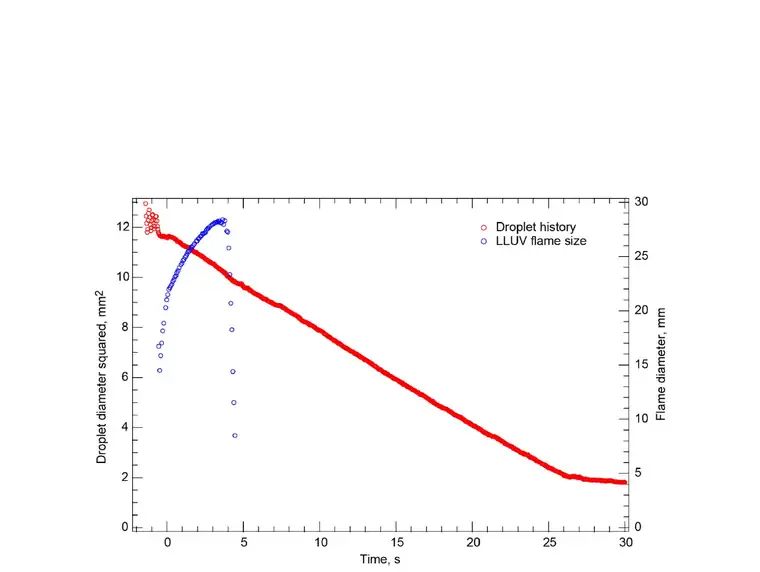 Droplet history
LLUV flame size
Droplet diameter squared, mm2
12
10
8
6
4
2
0
30
25
20
15
10
5
0
Flame diameter, mm
0 5 10 15 20 25 30
Time, s